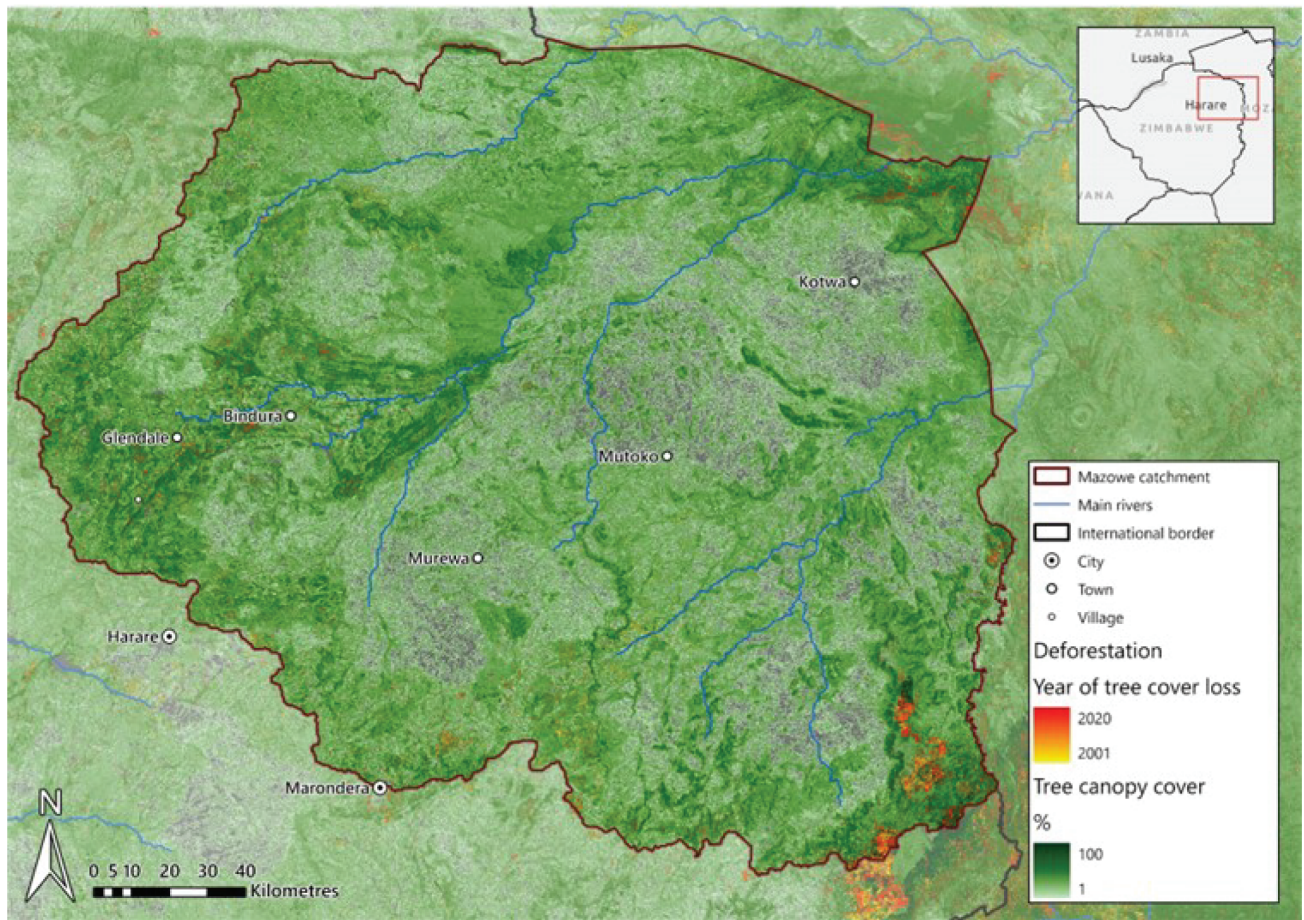 ZAMBIA
Lusaka
Harare
MOZA
ZIMBABWE
WANA
Kotwa
Bindura
Glendale
Mutoko
Murewa
Harare
Marondera
N
0 5 10 20 30 40
Kilometres
Mazowe catchment
Main rivers
International border
City
Town
Village
Deforestation
Year of tree cover loss
2020
2001
Tree canopy cover
%
100
1